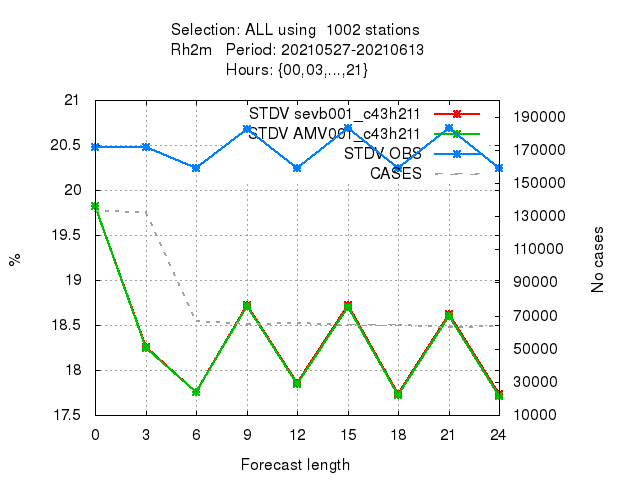 Selection: ALL using  1002 stations
Rh2m   Period: 20210527-20210613
Hours: {00,03,...,21}
STDV sevb001_c43h211
STDV AMV001_c43h211
STDV OBS
CASES
21
20.5
20
19.5
19
18.5
18
17.5
190000
170000
150000
130000
110000
90000
70000
50000
30000
10000
%
No cases
0 3 6 9 12 15 18 21 24
Forecast length